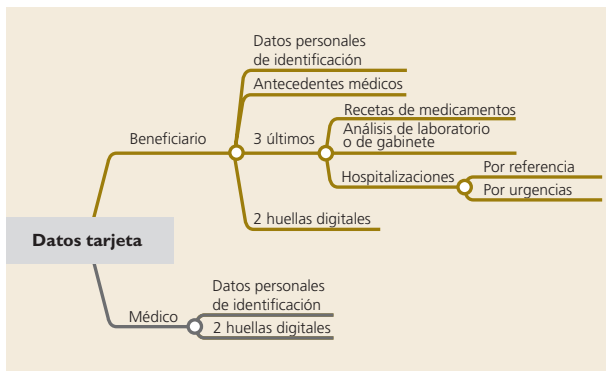 Datos personales
de identificación
Antecedentes médicos
Recetas de medicamentos
Beneficiario
3 últimos
Análisis de laboratorio
o de gabinete
Por referencia
Hospitalizaciones
Por urgencias
2 huellas digitales
Datos tarjeta
Datos personales
de identificación
Médico
2 huellas digitales